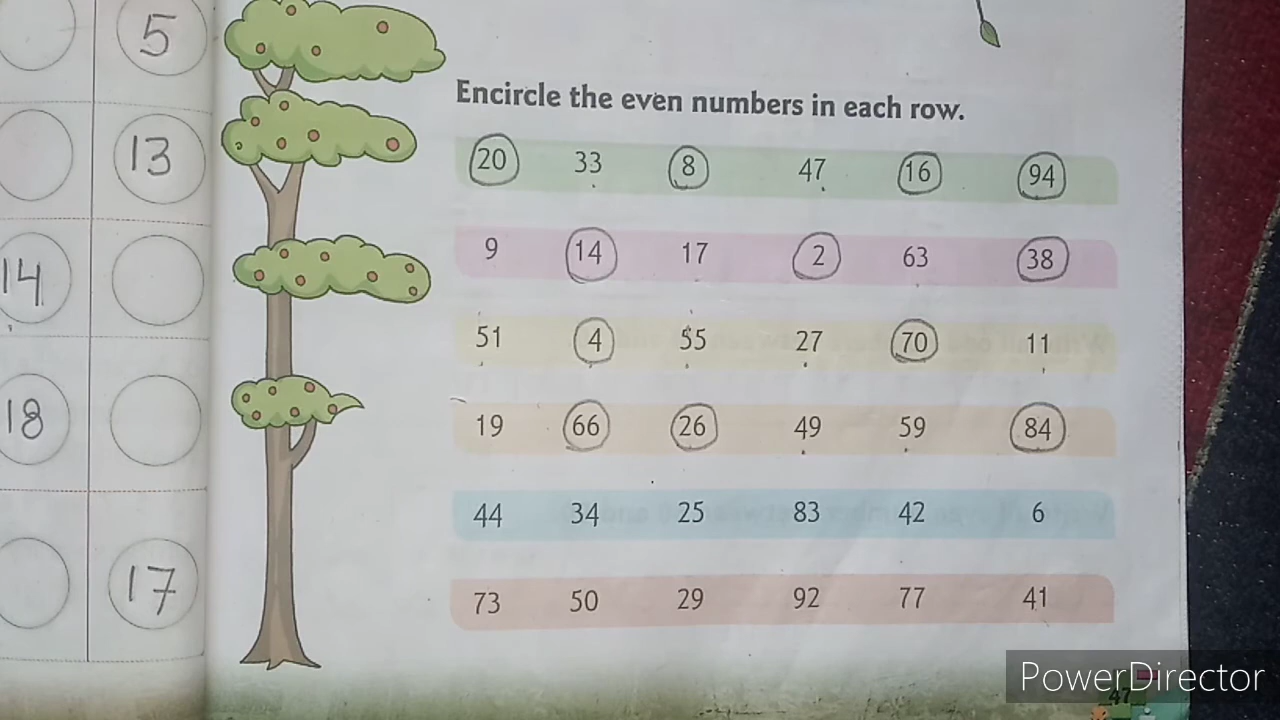 5
13
14
18
17
Encircle the even numbers in each row.
20 33 8 47 16 94
9 14 17 2 63 38
51 4 55 27 70 11
19 66 26 49 59 84
44 34 25 83 42 6
73 50 29 92 77 41
PowerDirector
47